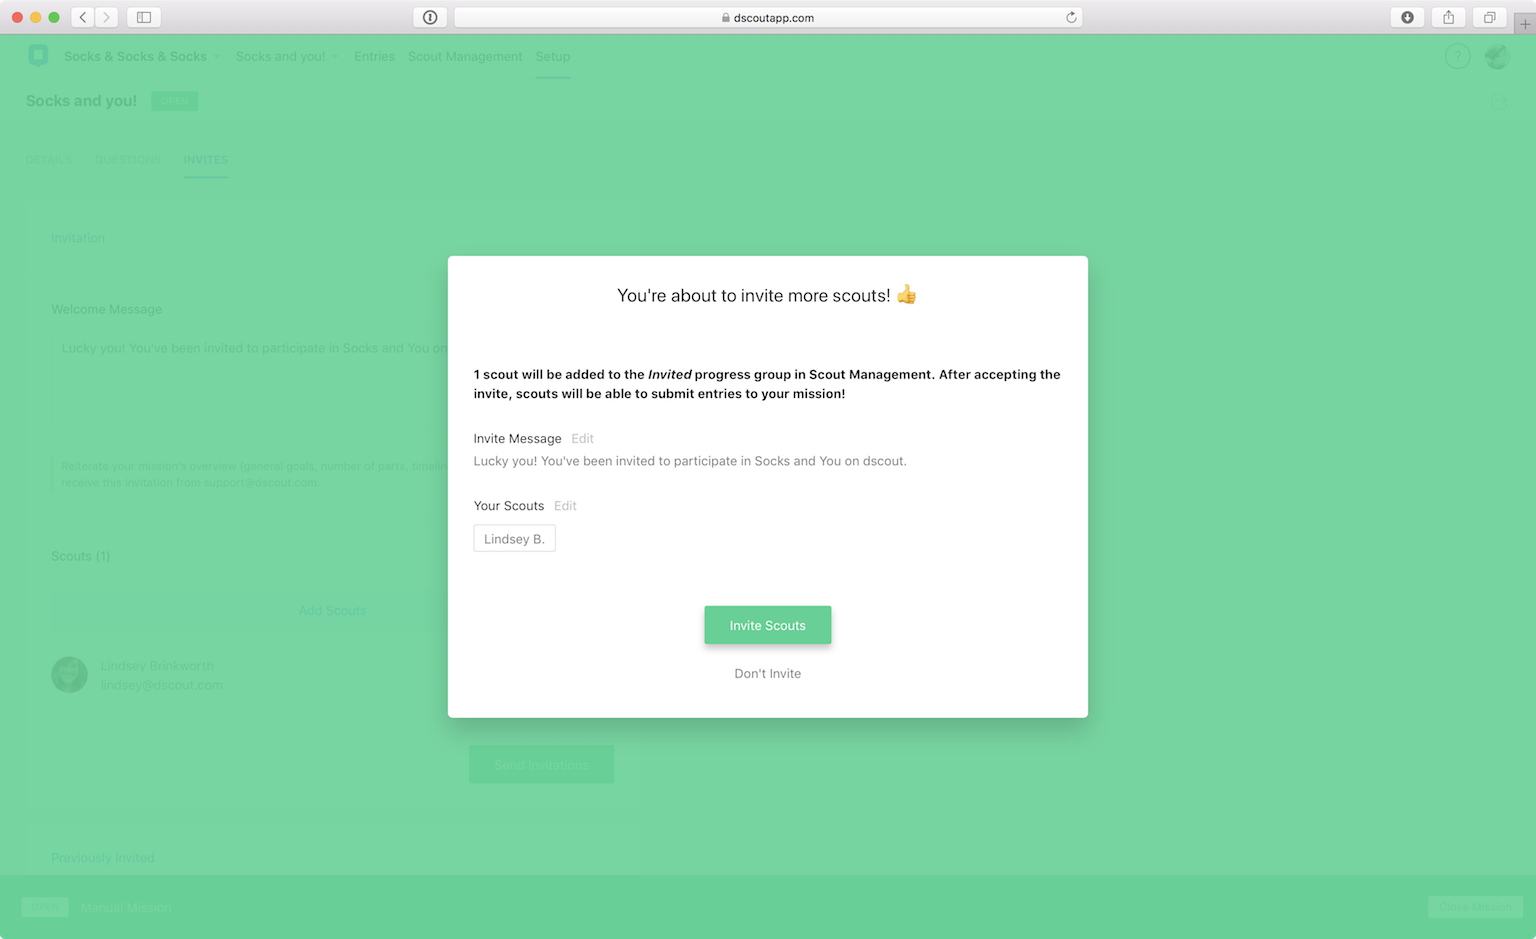 dscoutapp.com
Socks & Socks & Socks
Socks and you!
Entries
Scout Management
Setup
?
Socks and you!
OPEN
DETAILS
QUESTIONS
INVITES
Invitation
Welcome Message
Lucky you! You've been invited to participate in Socks and You on
Reiterate your mission's overview (general goals, number of parts, timelin
receive this invitation from support@dscout.com.
Scouts (1)
Add Scouts
Lindsey Brinkworth
lindsey@dscout.com
Send Invitations
Previously Invited
You're about to invite more scouts! 👍
1 scout will be added to the Invited progress group in Scout Management. After accepting the
invite, scouts will be able to submit entries to your mission!
Invite Message Edit
Lucky you! You've been invited to participate in Socks and You on dscout.
Your Scouts Edit
Lindsey B.
Invite Scouts
Don't Invite
OPEN
Manual Mission
Close Mission